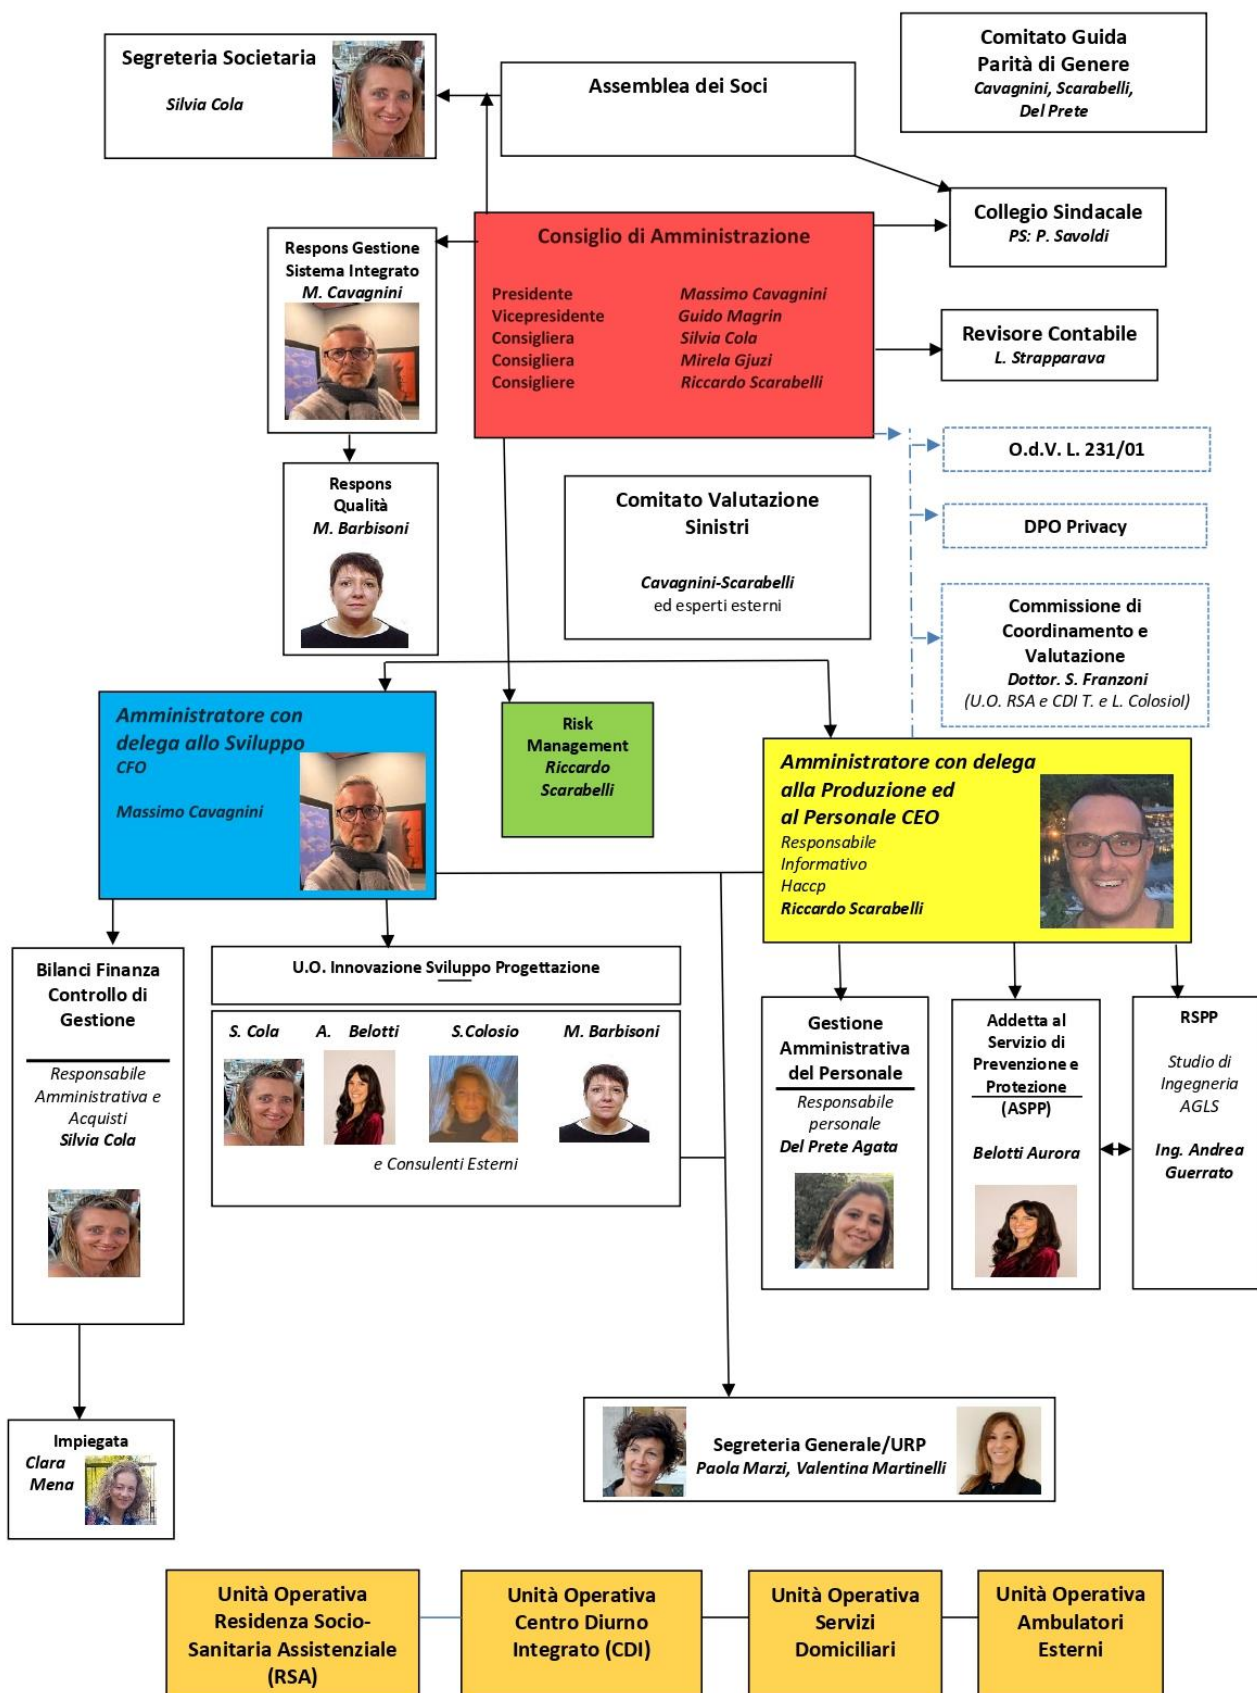 Segreteria Societaria
Silvia Cola
Assemblea dei Soci
Comitato Guida
Parità di Genere
Cavagnini, Scarabelli,
Del Prete
Collegio Sindacale
PS: P. Savoldi
Respons Gestione
Sistema Integrato
M. Cavagnini
Consiglio di Amministrazione
Presidente Massimo Cavagnini
Vicepresidente Guido Magrin
Consigliera Silvia Cola
Consigliera Mirela Gjuzi
Consigliere Riccardo Scarabelli
Revisore Contabile
L. Strapparava
O.d.V. L. 231/01
Respons
Qualità
M. Barbisoni
Comitato Valutazione
Sinistri
Cavagnini-Scarabelli
ed esperti esterni
DPO Privacy
Commissione di
Coordinamento e
Valutazione
Dottor. S. Franzoni
(U.O. RSA e CDI T. e L. Colosiol)
Amministratore con
delega allo Sviluppo
CFO
Massimo Cavagnini
Risk
Management
Riccardo
Scarabelli
Amministratore con delega
alla Produzione ed
al Personale CEO
Responsabile
Informativo
Haccp
Riccardo Scarabelli
Bilanci Finanza
Controllo di
Gestione
Responsabile
Amministrativa e
Acquisti
Silvia Cola
U.O. Innovazione Sviluppo Progettazione
S. Cola A. Belotti S.Colosio M. Barbisoni
e Consulenti Esterni
Gestione
Amministrativa
del Personale
Responsabile
personale
Del Prete Agata
Addetta al
Servizio di
Prevenzione e
Protezione
(ASPP)
Belotti Aurora
RSPP
Studio di
Ingegneria
AGLS
Ing. Andrea
Guerrato
Impiegata
Clara
Mena
Segreteria Generale/URP
Paola Marzi, Valentina Martinelli
Unità Operativa
Residenza Socio-
Sanitaria Assistenziale
(RSA)
Unità Operativa
Centro Diurno
Integrato (CDI)
Unità Operativa
Servizi
Domiciliari
Unità Operativa
Ambulatori
Esterni